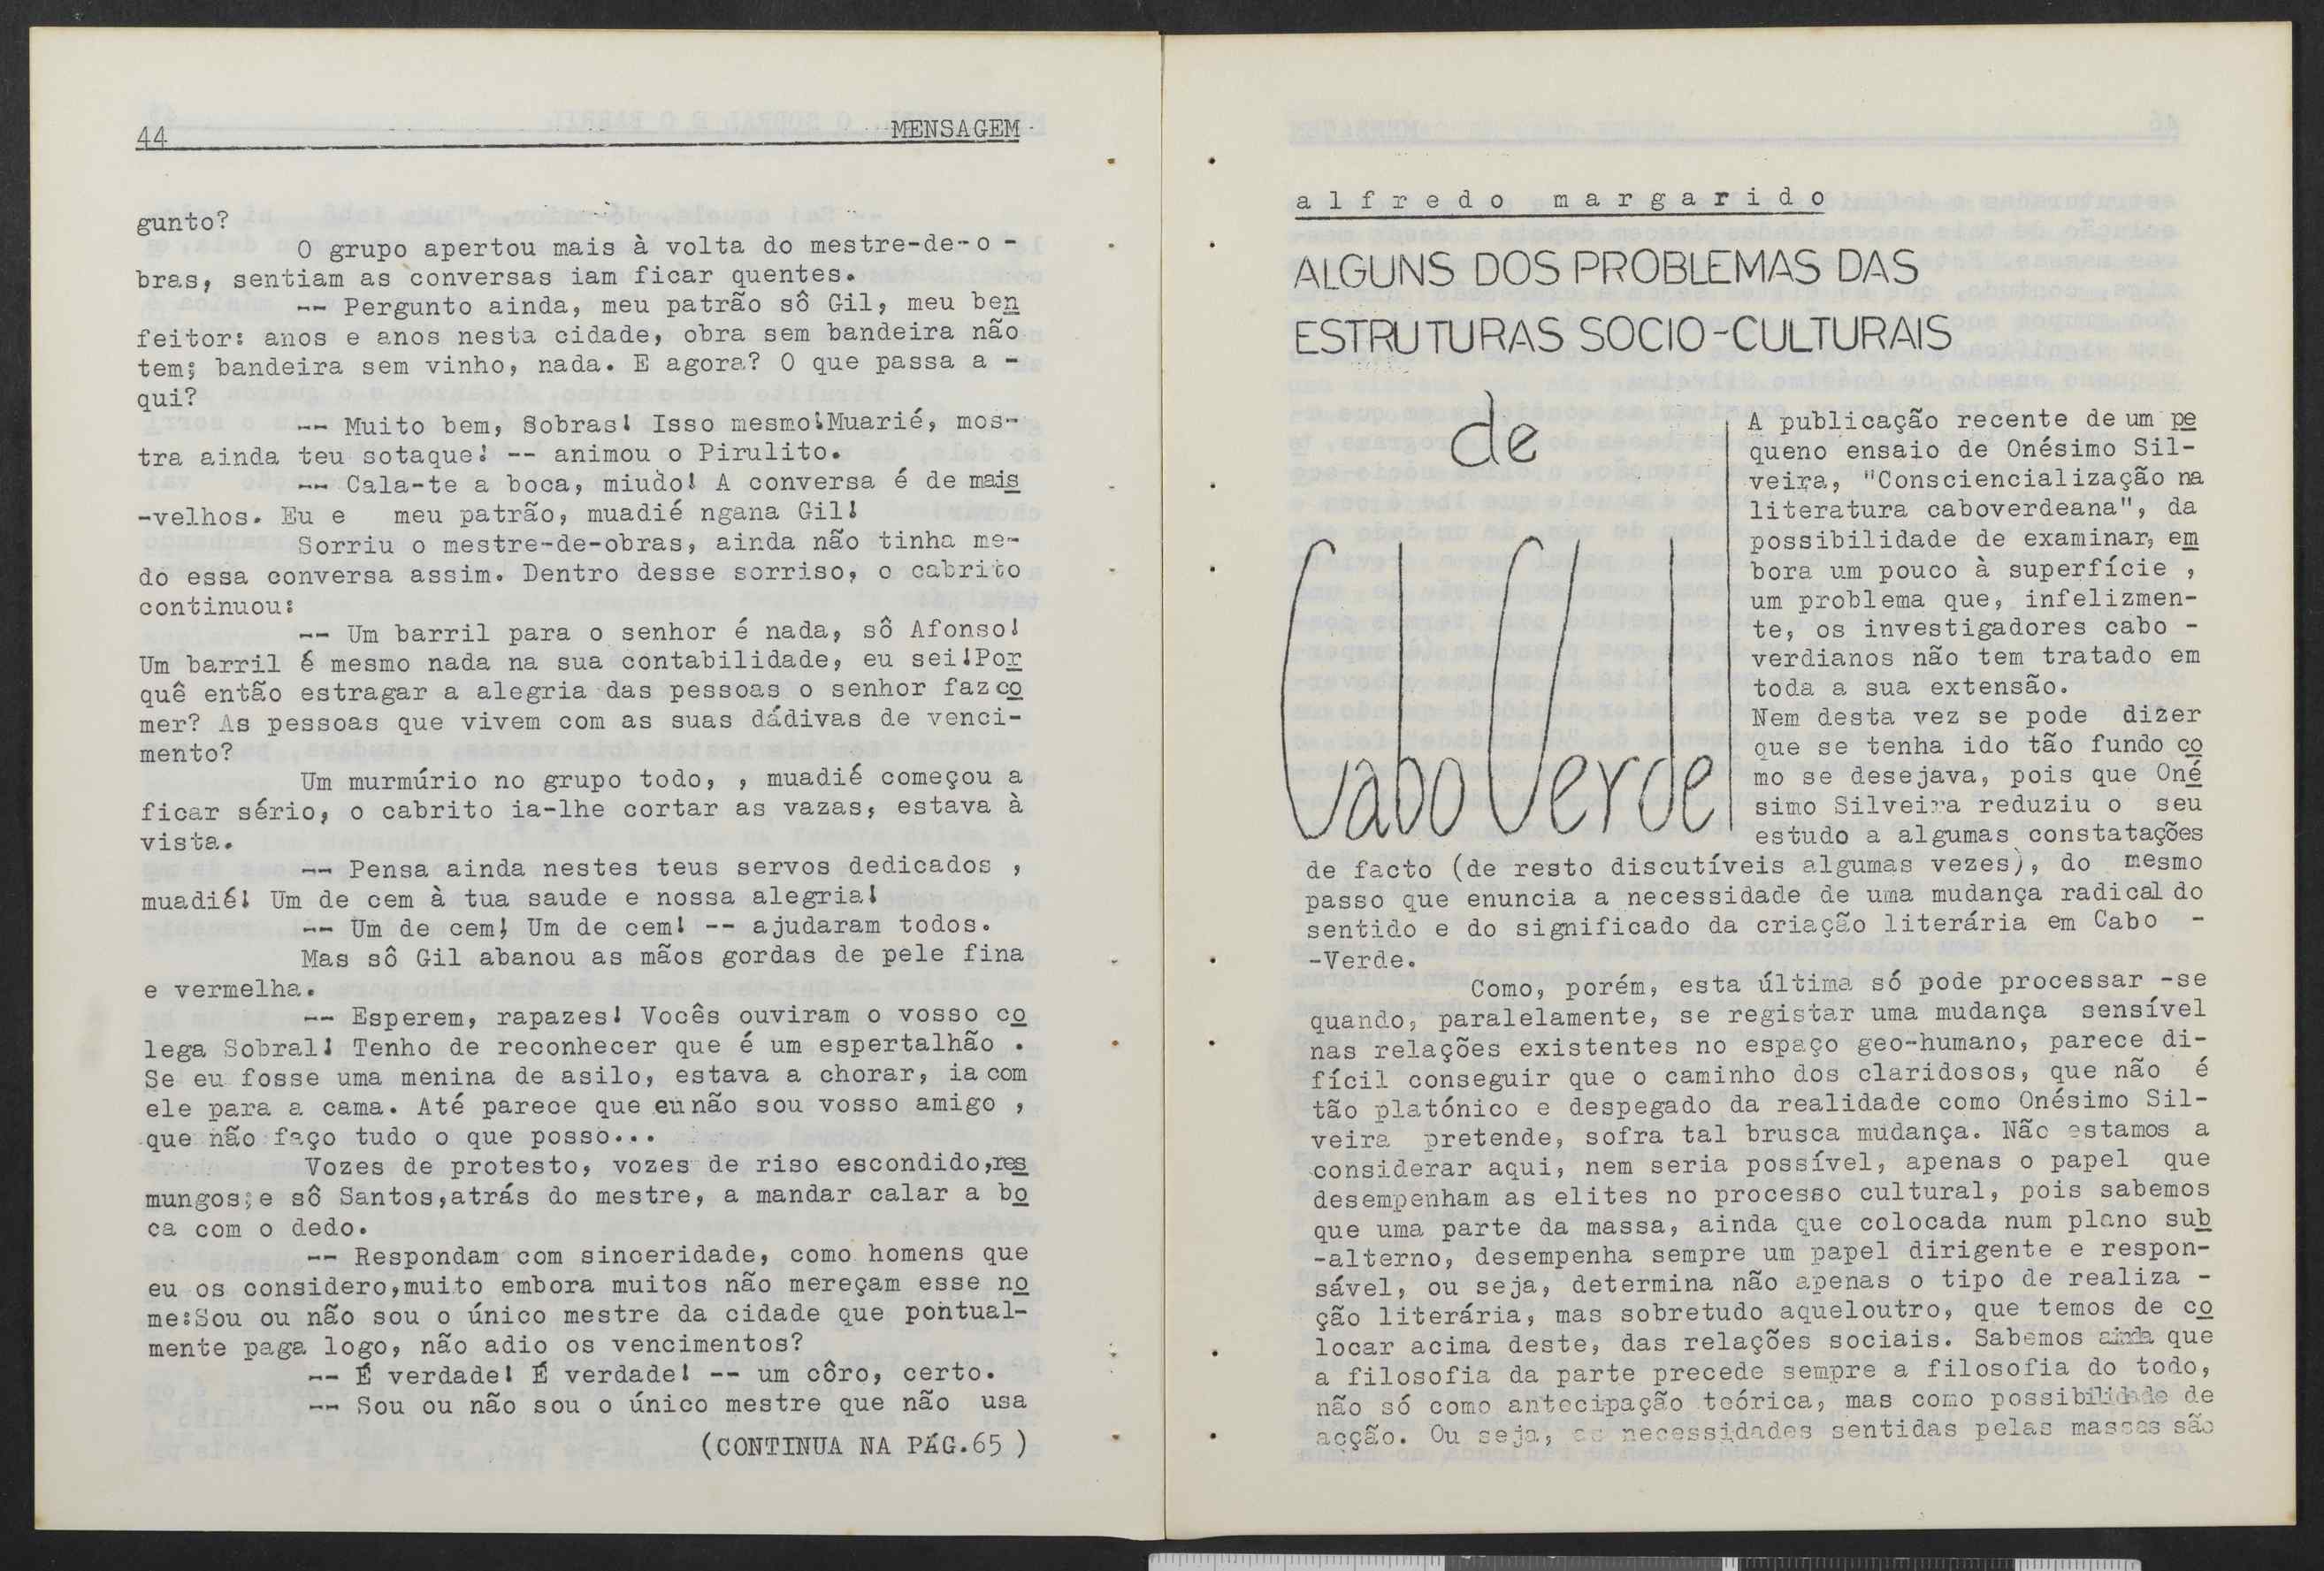 44 MENSAGEM
gunto?
O grupo apertou mais à volta do mestre-de-o -
bras, sentiam as conversas iam ficar quentes.
-- Pergunto ainda, meu patrão sô Gil, meu ben
feitor: anos e anos nesta cidade, obra sem bandeira não
tem; bandeira sem vinho, nada. E agora? O que passa a -
qui?
-- Muito bem, Sobras! Isso mesmo!Muarié, mos-
tra ainda teu sotaque! -- animou o Pirulito.
-- Cala-te a boca, miudo! A conversa é de mais
-velhos. Eu e meu patrão, muadié ngana Gil!
Sorriu o mestre-de-obras, ainda não tinha me-
do essa conversa assim. Dentro desse sorriso, o cabrito
continuou:
-- Um barril para o senhor é nada, sô Afonso!
Um barril é mesmo nada na sua contabilidade, eu sei!Por
quê então estragar a alegria das pessoas o senhor faz co
mer? As pessoas que vivem com as suas dádivas de venci-
mento?
Um murmúrio no grupo todo, , muadié começou a
ficar sério, o cabrito ia-lhe cortar as vazas, estava à
vista.
-- Pensa ainda nestes teus servos dedicados ,
muadié! Um de cem à tua saude e nossa alegria!
-- Um de cem! Um de cem! -- ajudaram todos.
Mas sô Gil abanou as mãos gordas de pele fina
e vermelha.
-- Esperem, rapazes! Vocês ouviram o vosso co
lega Sobral! Tenho de reconhecer que é um espertalhão .
Se eu fosse uma menina de asilo, estava a chorar, ia com
ele para a cama. Até parece que eu não sou vosso amigo ,
que não faço tudo o que posso...
Vozes de protesto, vozes de riso escondido,res
mungos;e sô Santos,atrás do mestre, a mandar calar a bo
ca com o dedo.
-- Respondam com sinceridade, como homens que
eu os considero,muito embora muitos não mereçam esse no
me:Sou ou não sou o único mestre da cidade que pontual-
mente paga logo, não adio os vencimentos?
-- É verdade! É verdade! -- um côro, certo.
-- Sou ou não sou o único mestre que não usa
(CONTINUA NA PÁG.65 )
alfredo margarido
ALGUNS DOS PROBLEMAS DAS
ESTRUTURAS SOCIO-CULTURAIS
de
Cabo Verde
A publicação recente de um pe
queno ensaio de Onésimo Sil-
veira, "Consciencialização na
literatura caboverdeana", da
possibilidade de examinar, em
bora um pouco à superfície ,
um problema que, infelizmen-
te, os investigadores cabo -
verdianos não tem tratado em
toda a sua extensão.
Nem desta vez se pode dizer
que se tenha ido tão fundo co
mo se desejava, pois que Oné
simo Silveira reduziu o seu
estudo a algumas constatações
de facto (de resto discutíveis algumas vezes), do mesmo
passo que enuncia a necessidade de uma mudança radical do
sentido e do significado da criação literária em Cabo -
-Verde.
Como, porém, esta última só pode processar -se
quando, paralelamente, se registar uma mudança sensível
nas relações existentes no espaço geo-humano, parece di-
fícil conseguir que o caminho dos claridosos, que não é
tão platónico e despegado da realidade como Onésimo Sil-
veira pretende, sofra tal brusca mudança. Não estamos a
considerar aqui, nem seria possível, apenas o papel que
desempenham as elites no processo cultural, pois sabemos
que uma parte da massa, ainda que colocada num plano sub
-alterno, desempenha sempre um papel dirigente e respon-
sável, ou seja, determina não apenas o tipo de realiza -
ção literária, mas sobretudo aqueloutro, que temos de co
locar acima deste, das relações sociais. Sabemos ainda que
a filosofia da parte precede sempre a filosofia do todo,
não só como antecipação teórica, mas como possibilidade de
acção. Ou seja, as necessidades sentidas pelas massas são